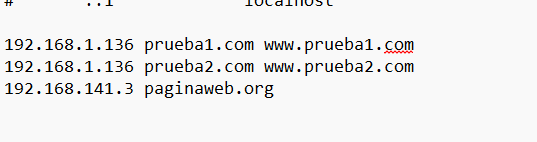 # localhost
192.168.1.136 prueba1.com www.prueba1.com
192.168.1.136 prueba2.com www.prueba2.com
192.168.141.3 paginaweb.org